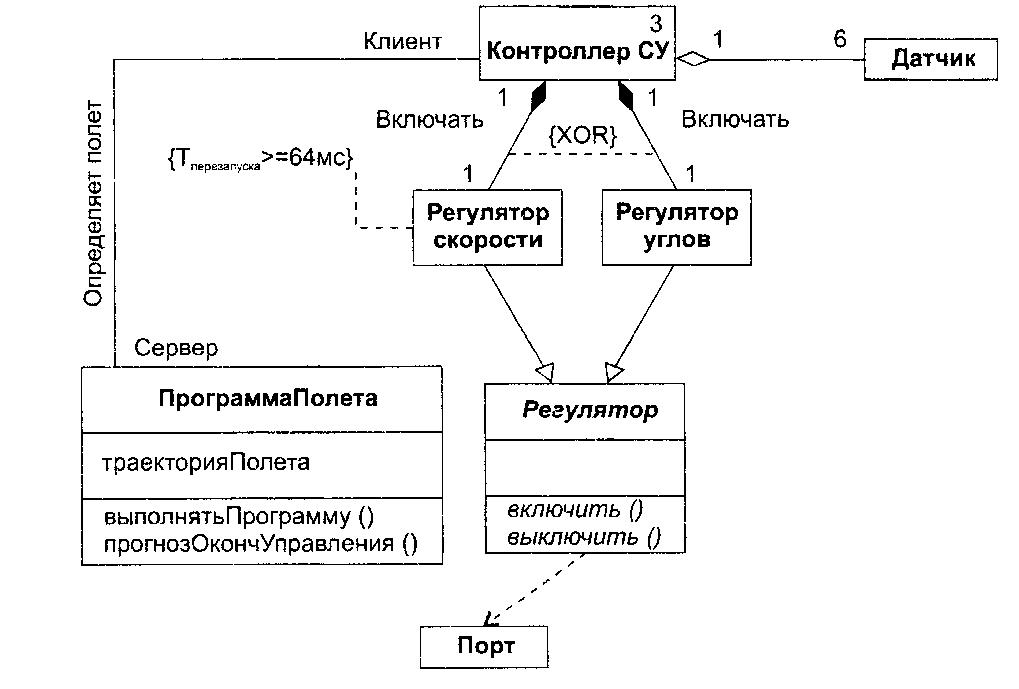 3
Контроллер СУ
Клиент
1
6
Датчик
1
1
Включать
{XOR}
Включать
{Tперезапуска>=64мс}
1
1
Регулятор
скорости
Регулятор
углов
Определяет полет
Сервер
ПрограммаПолета
траекторияПолета
выполнятьПрограмму ()
прогнозОкончУправления ()
Регулятор
включить ()
выключить ()
Порт